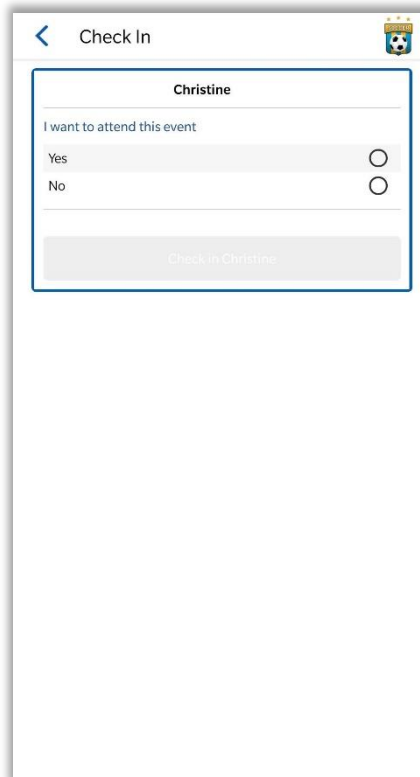 Check In
Christine
I want to attend this event
Yes
No
Check in Christine